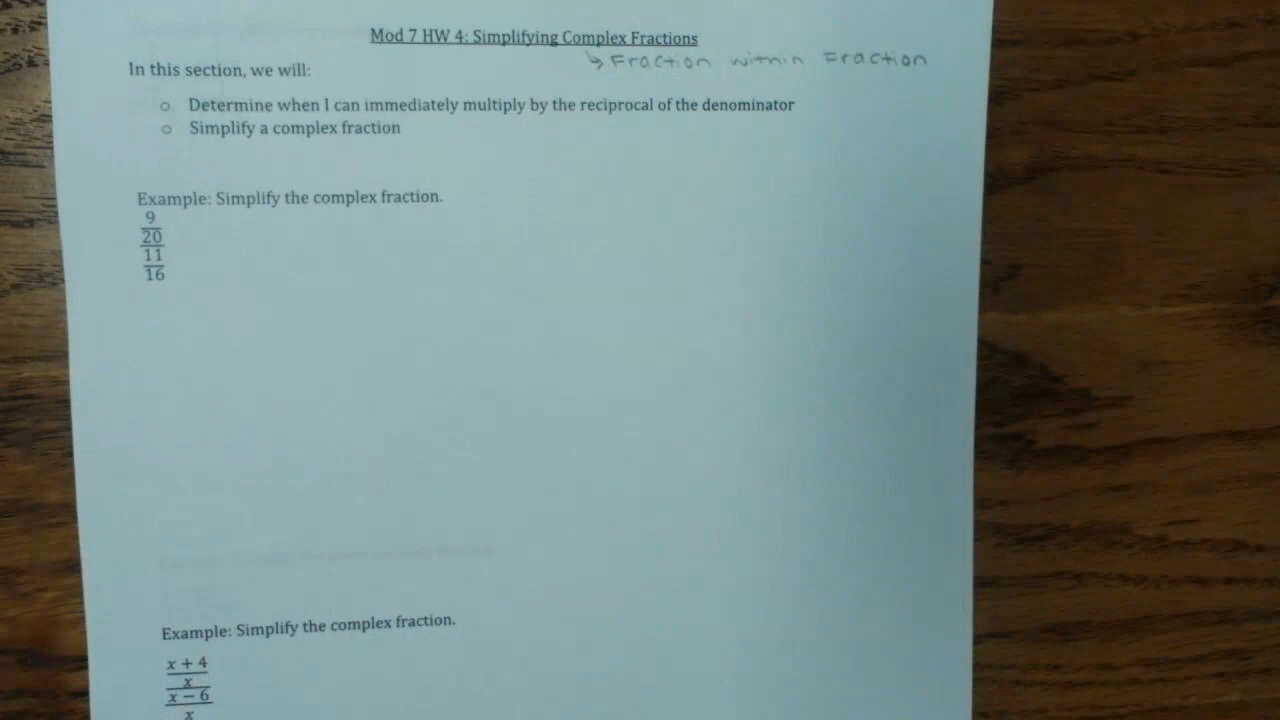 Mod 7 HW 4: Simplifying Complex Fractions
↳ Fraction within Fraction
In this section, we will:
o Determine when I can immediately multiply by the reciprocal of the denominator
o Simplify a complex fraction
Example: Simplify the complex fraction.
9
20
11
16
Example: Simplify the complex fraction.
x + 4
x
x − 6
x